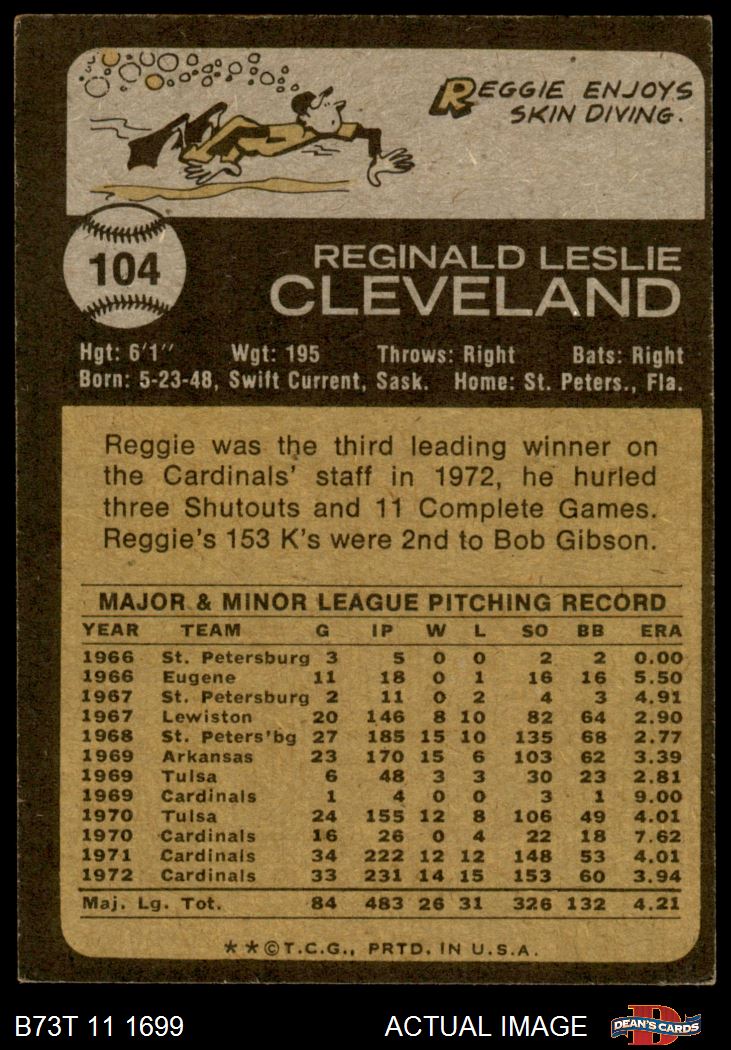 REGGIE ENJOYS
SKIN DIVING.
104
REGINALD LESLIE
CLEVELAND
Hgt: 6'1" Wgt: 195 Throws: Right Bats: Right
Born: 5-23-48, Swift Current, Sask. Home: St. Peters., Fla.
Reggie was the third leading winner on
the Cardinals' staff in 1972, he hurled
three Shutouts and 11 Complete Games.
Reggie's 153 K's were 2nd to Bob Gibson.
MAJOR & MINOR LEAGUE PITCHING RECORD
YEAR TEAM G IP W L SO BB ERA
1966 St. Petersburg 3 5 0 0 2 2 0.00
1966 Eugene 11 18 0 1 16 16 5.50
1967 St. Petersburg 2 11 0 2 4 3 4.91
1967 Lewiston 20 146 8 10 82 64 2.90
1968 St. Peters'bg 27 185 15 10 135 68 2.77
1969 Arkansas 23 170 15 6 103 62 3.39
1969 Tulsa 6 48 3 3 30 23 2.81
1969 Cardinals 1 4 0 0 3 1 9.00
1970 Tulsa 24 155 12 8 106 49 4.01
1970 Cardinals 16 26 0 4 22 18 7.62
1971 Cardinals 34 222 12 12 148 53 4.01
1972 Cardinals 33 231 14 15 153 60 3.94
Maj. Lg. Tot. 84 483 26 31 326 132 4.21
**©T.C.G., PRTD. IN U.S.A.
B73T 11 1699 ACTUAL IMAGE DEAN'S CARDS